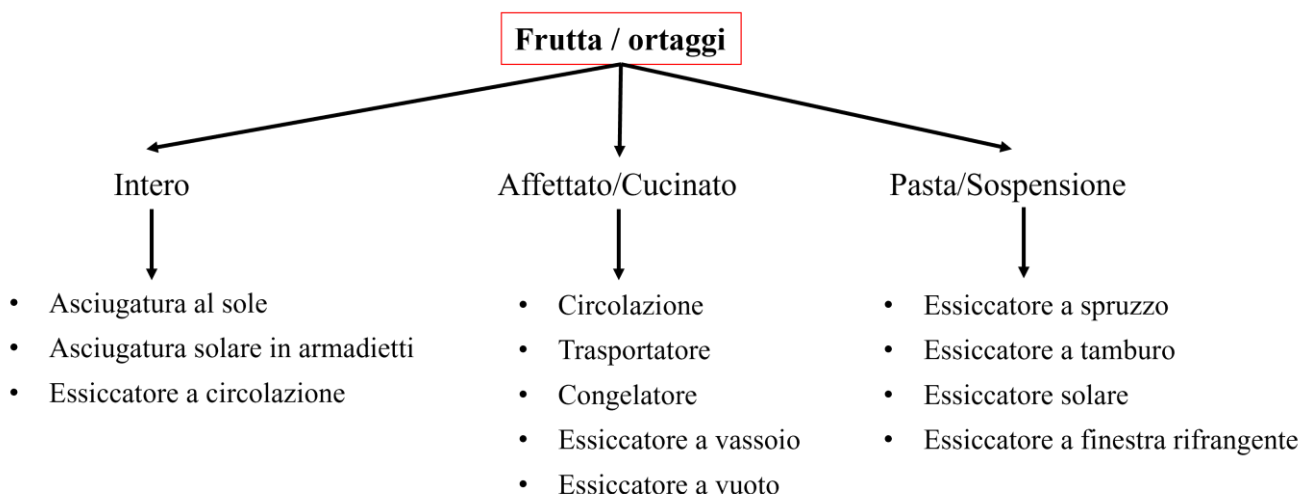 Frutta / ortaggi
Intero
Affettato/Cucinato
Pasta/Sospensione
• Asciugatura al sole
• Asciugatura solare in armadietti
• Essiccatore a circolazione
• Circolazione
• Trasportatore
• Congelatore
• Essiccatore a vassoio
• Essiccatore a vuoto
• Essiccatore a spruzzo
• Essiccatore a tamburo
• Essiccatore solare
• Essiccatore a finestra rifrangente